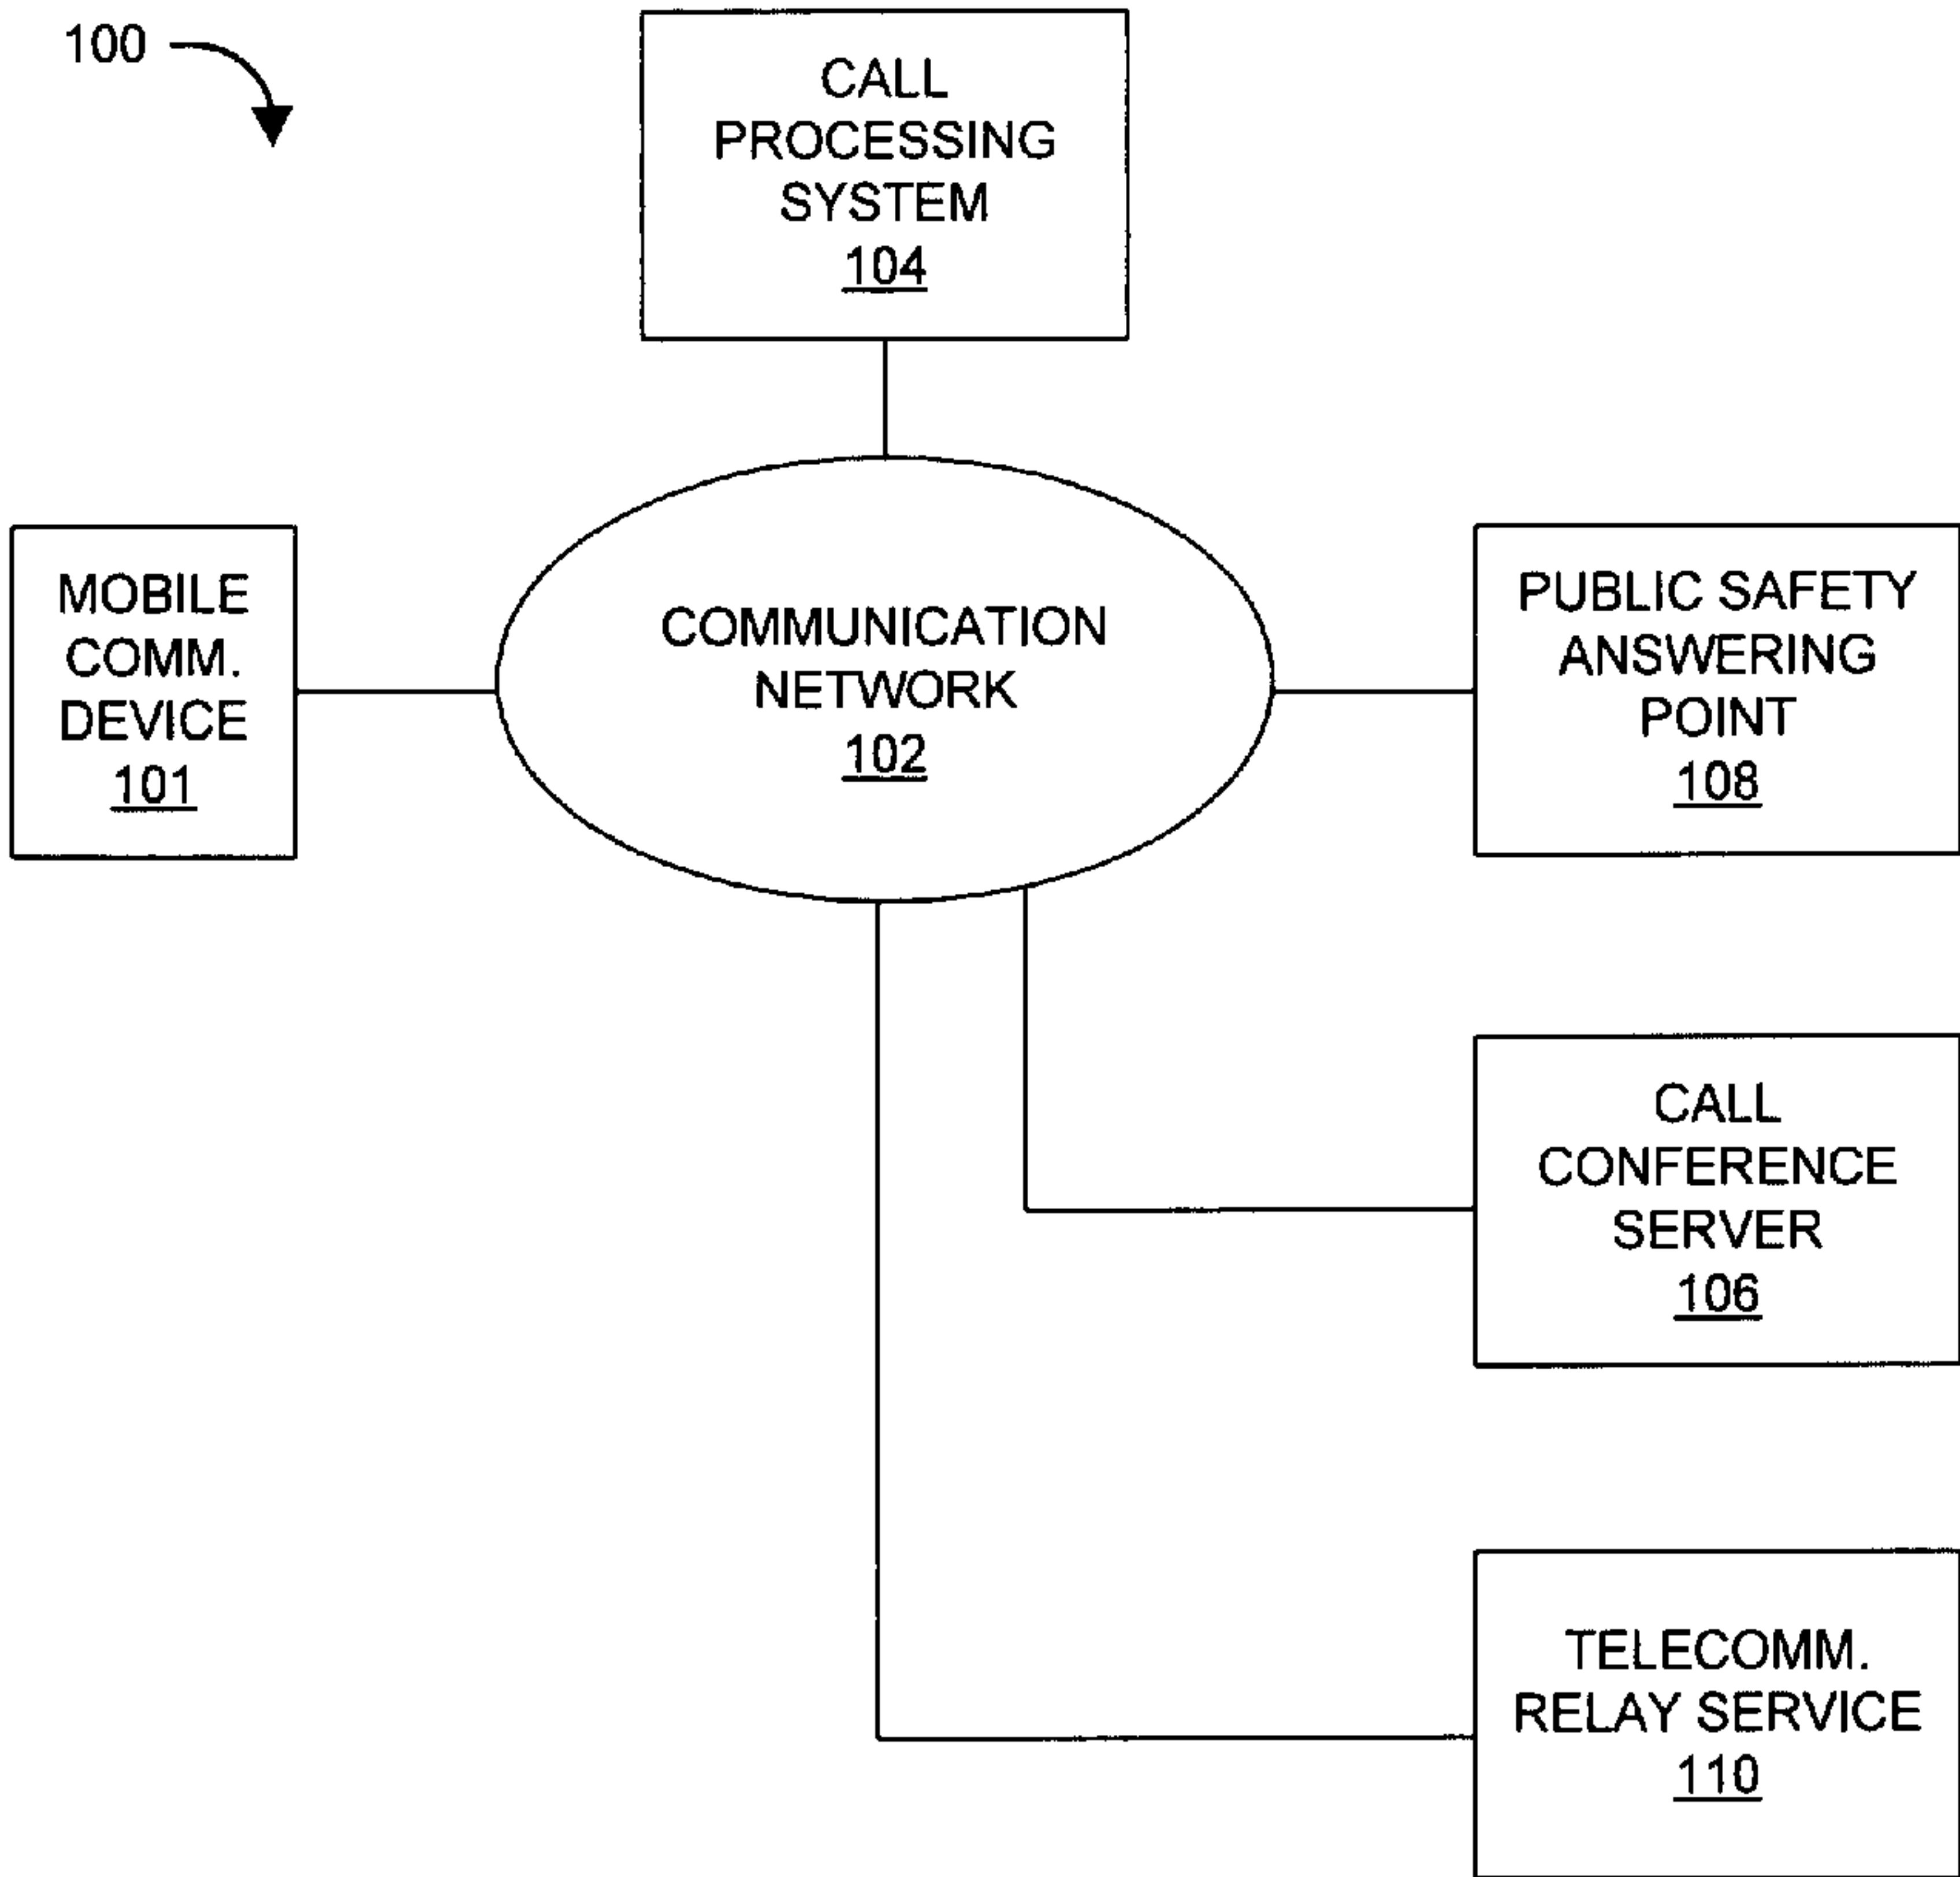 100
CALL
PROCESSING
SYSTEM
104
MOBILE
COMM.
DEVICE
101
COMMUNICATION
NETWORK
102
PUBLIC SAFETY
ANSWERING
POINT
108
CALL
CONFERENCE
SERVER
106
TELECOMM.
RELAY SERVICE
110